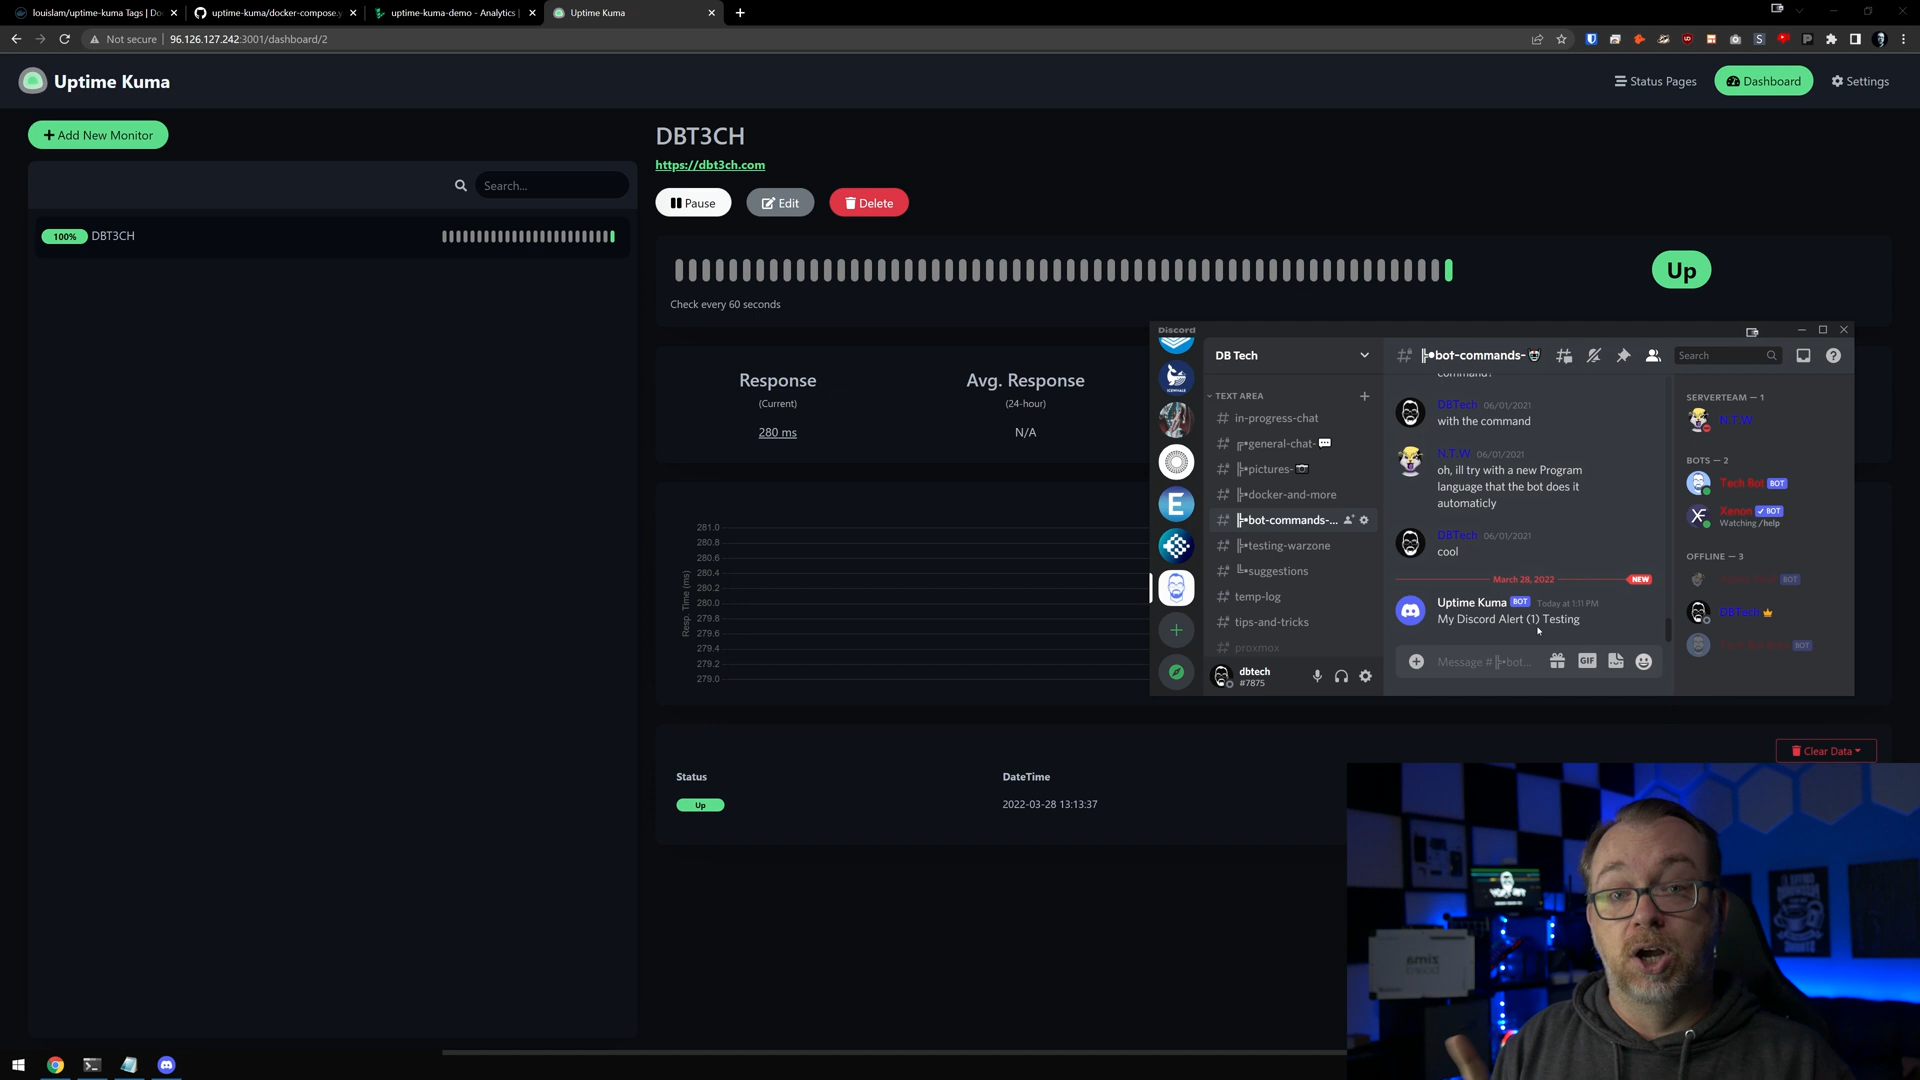 louislam/uptime-kuma Tags | Do
uptime-kuma/docker-compose.y
uptime-kuma-demo - Analytics |
Uptime Kuma
Not secure | 96.126.127.242:3001/dashboard/2
Uptime Kuma
Status Pages
Dashboard
Settings
+ Add New Monitor
Search...
100% DBT3CH
DBT3CH
https://dbt3ch.com
Pause
Edit
Delete
Up
Check every 60 seconds
Response
(Current)
280 ms
Avg. Response
(24-hour)
N/A
Resp. Time (ms)
281.0
280.8
280.6
280.4
280.2
280.0
279.8
279.6
279.4
279.2
279.0
Clear Data
Status
DateTime
Up
2022-03-28 13:13:37
Discord
DB Tech
TEXT AREA
in-progress-chat
╔•general-chat-💬
╠•pictures-📷
╠•docker-and-more
╠•bot-commands-...
╠•testing-warzone
╚•suggestions
temp-log
tips-and-tricks
proxmox
dbtech
#7875
╠•bot-commands-
Search
command?
DBTech 06/01/2021
with the command
N.T.W 06/01/2021
oh, ill try with a new Program
language that the bot does it
automaticly
DBTech 06/01/2021
cool
March 28, 2022
NEW
Uptime Kuma BOT Today at 1:11 PM
My Discord Alert (1) Testing
Message #╠•bot...
GIF
SERVERTEAM — 1
N.T.W
BOTS — 2
Tech Bot BOT
Xenon BOT
Watching /help
OFFLINE — 3
BOT
DBTech
BOT
zima
board